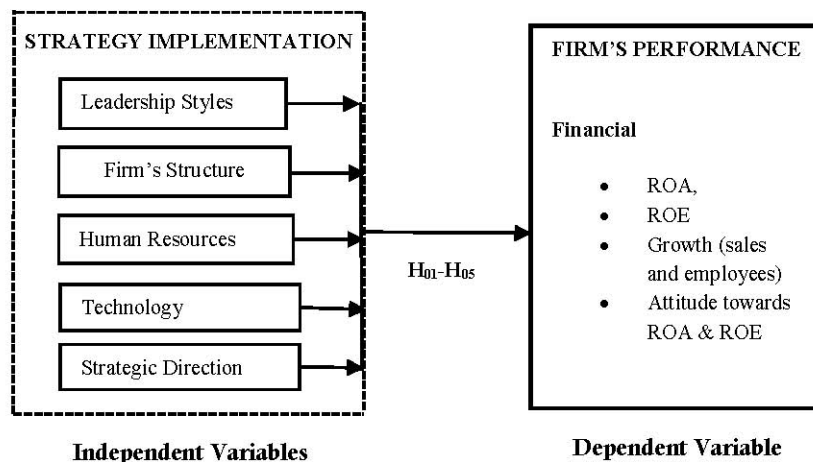 STRATEGY IMPLEMENTATION
Leadership Styles
Firm's Structure
Human Resources
Technology
Strategic Direction
Independent Variables
H01-H05
FIRM'S PERFORMANCE
Financial
• ROA,
• ROE
• Growth (sales
and employees)
• Attitude towards
ROA & ROE
Dependent Variable